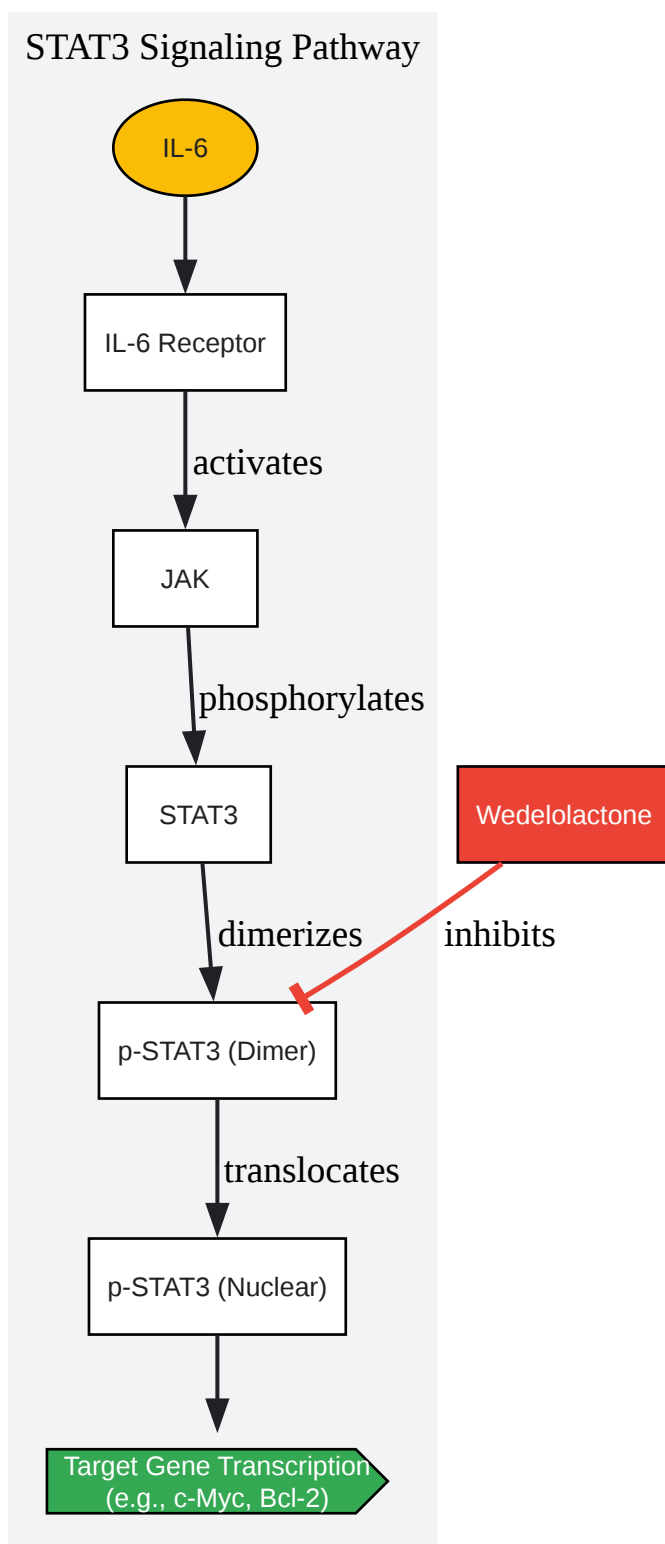 STAT3 Signaling Pathway
IL-6
IL-6 Receptor
activates
JAK
phosphorylates
STAT3
Wedelolactone
dimerizes
inhibits
p-STAT3 (Dimer)
translocates
p-STAT3 (Nuclear)
Target Gene Transcription
(e.g., c-Myc, Bcl-2)